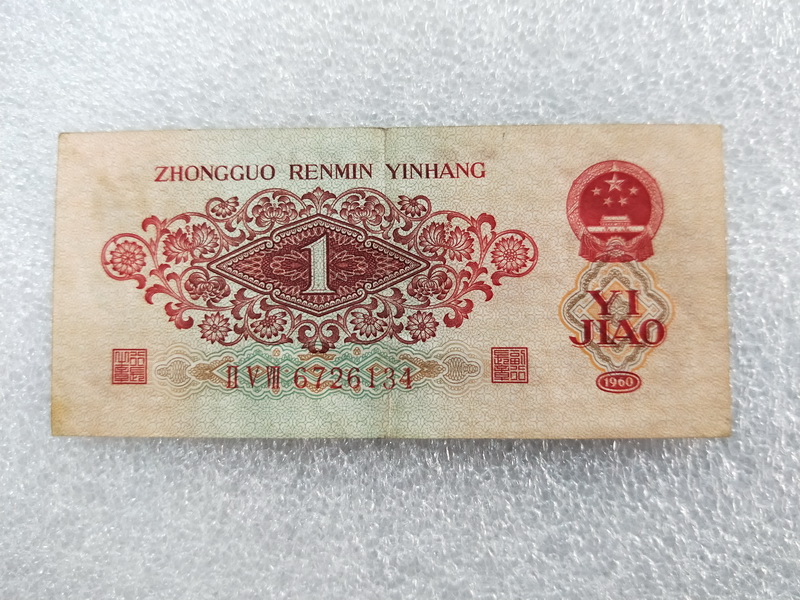 ZHONGGUO RENMIN YINHANG
1
YI
JIAO
II V VIII 6726134
1960